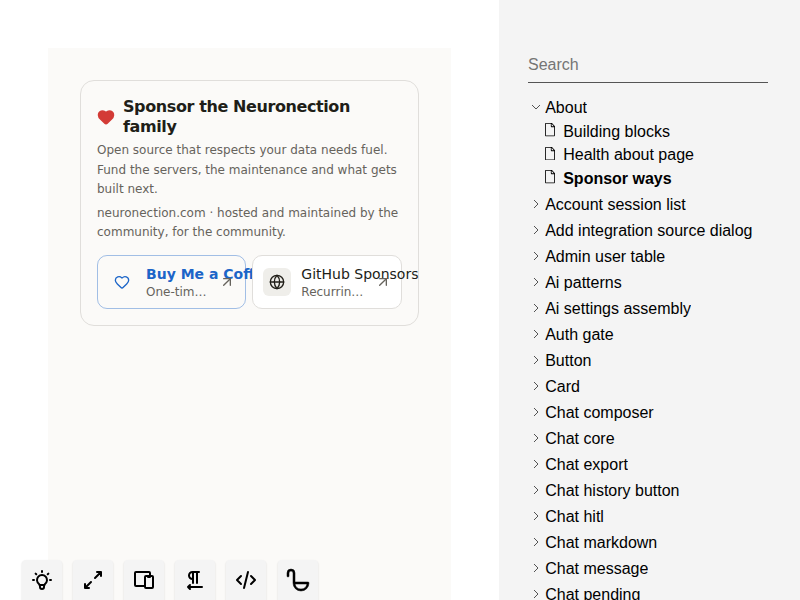 Sponsor the Neuronection
family
Open source that respects your data needs fuel.
Fund the servers, the maintenance and what gets
built next.
neuronection.com · hosted and maintained by the
community, for the community.
Buy Me a
One-tim…
GitHub Sponsors
Recurrin…
Search
About
Building blocks
Health about page
Sponsor ways
Account session list
Add integration source dialog
Admin user table
Ai patterns
Ai settings assembly
Auth gate
Button
Card
Chat composer
Chat core
Chat export
Chat history button
Chat hitl
Chat markdown
Chat message
Chat pending